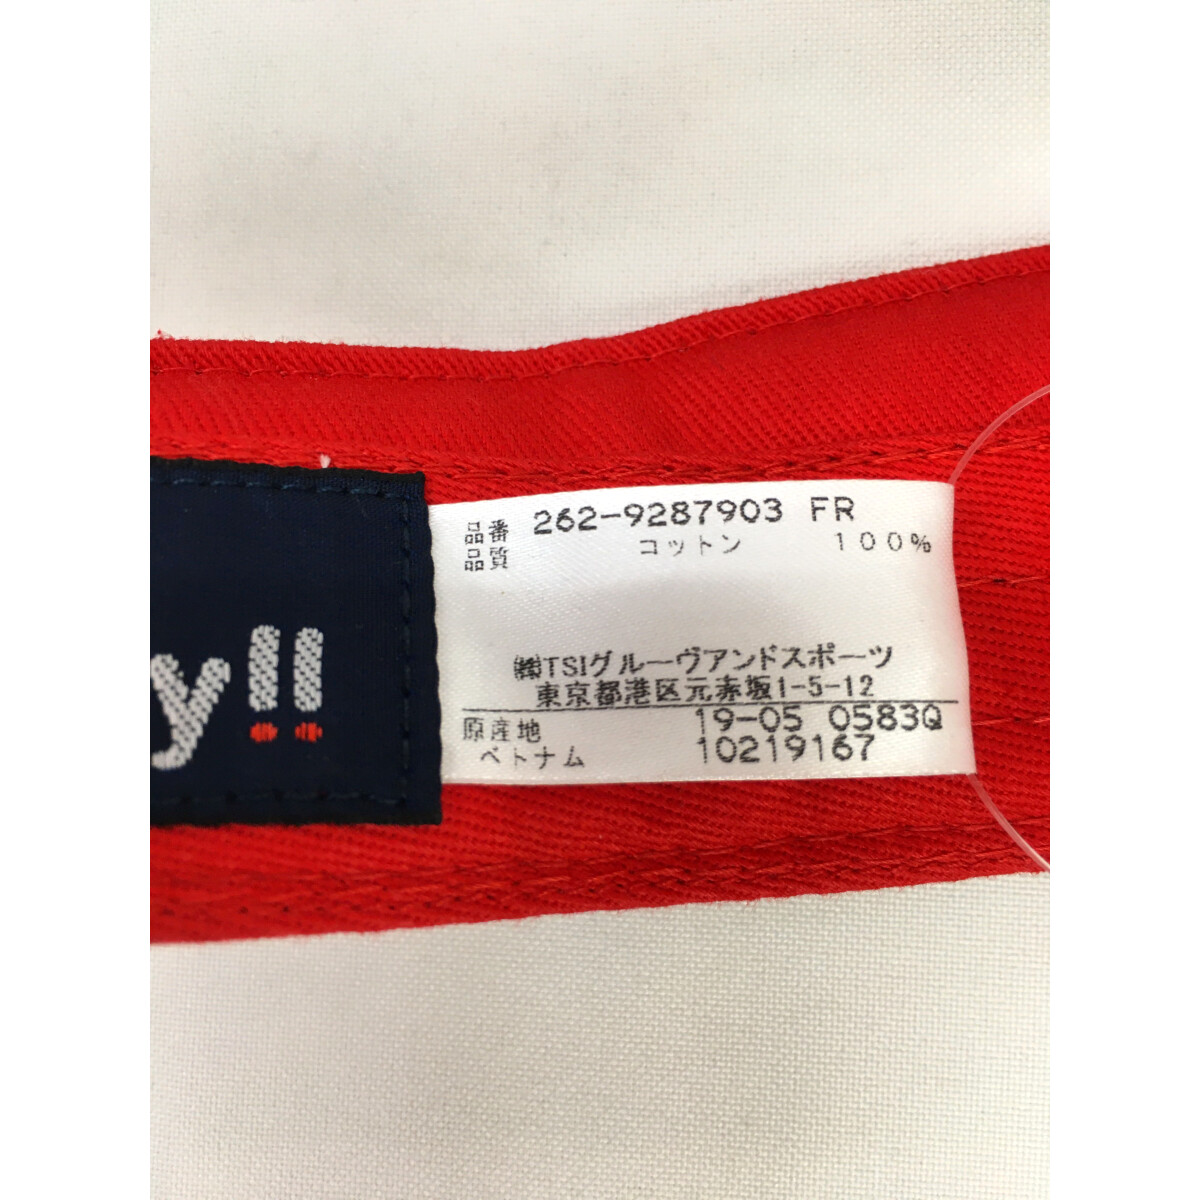 y!!
品番 262-9287903 FR
品質 コットン 100%
㈱TSIグルーヴアンドスポーツ
東京都港区元赤坂1-5-12
原産地 19-05 0583Q
ベトナム 10219167